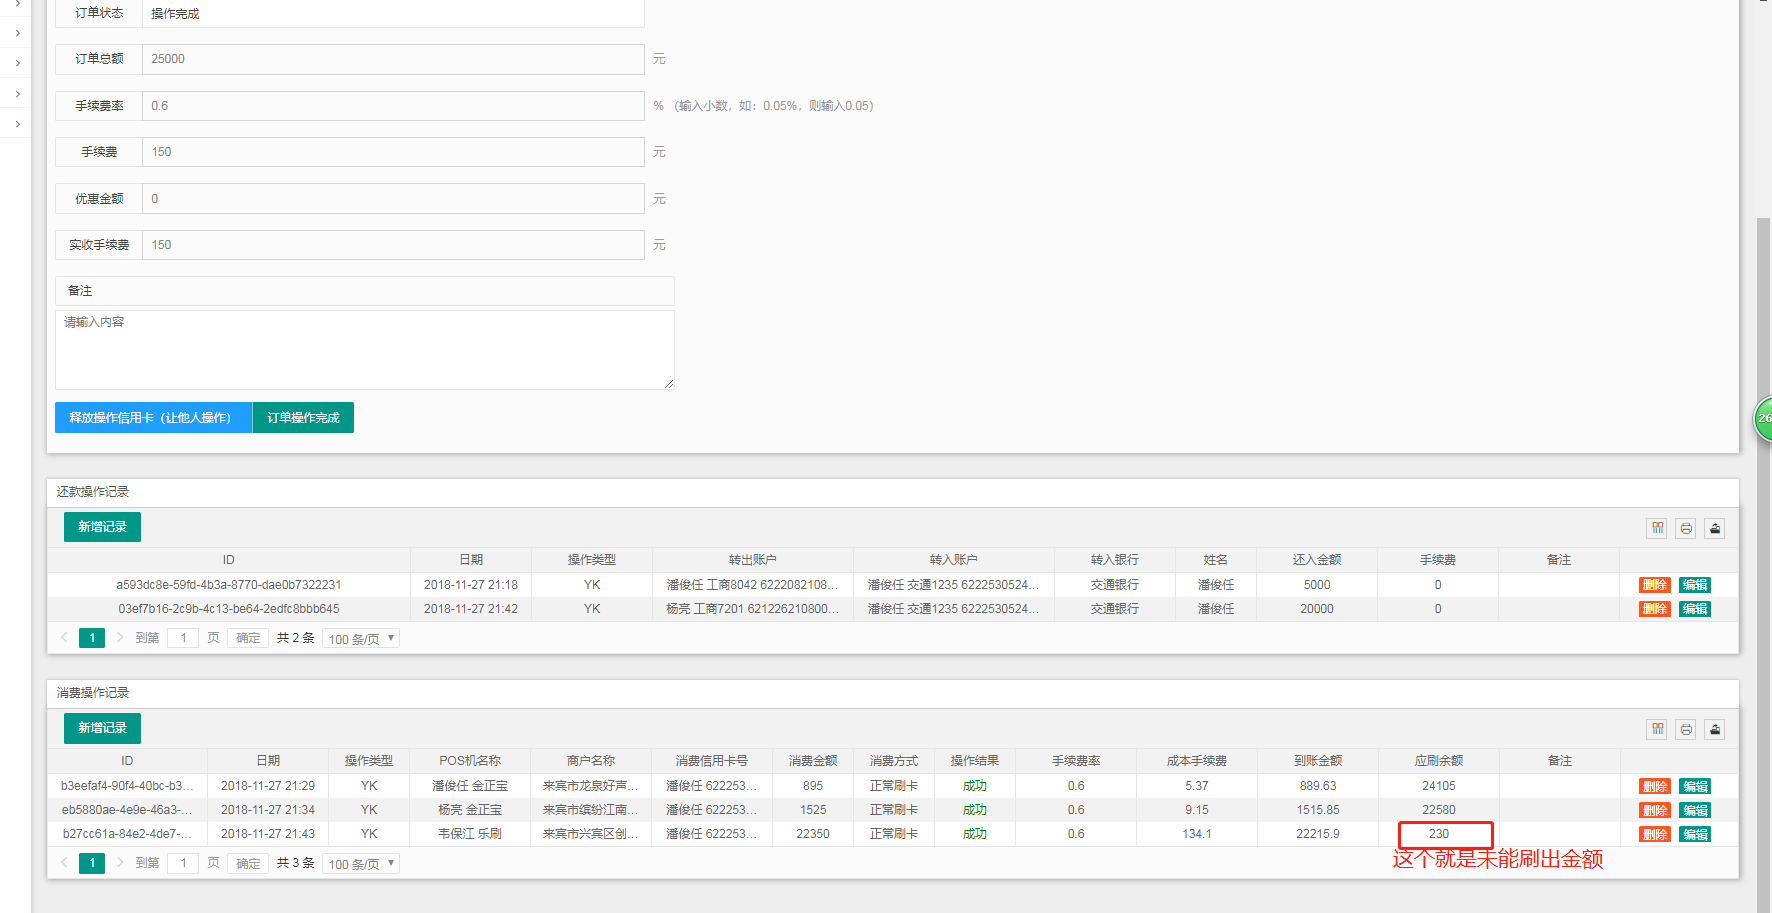 订单状态 操作完成
订单总额 25000 元
手续费率 0.6 % (输入小数，如：0.05%，则输入0.05)
手续费 150 元
优惠金额 0 元
实收手续费 150 元
备注
请输入内容
释放操作信用卡（让他人操作） 订单操作完成
26
还款操作记录
新增记录
ID 日期 操作类型 转出账户 转入账户 转入银行 姓名 还入金额 手续费 备注
a593dc8e-59fd-4b3a-8770-dae0b7322231 2018-11-27 21:18 YK 潘俊任 工商8042 6222082108... 潘俊任 交通1235 6222530524... 交通银行 潘俊任 5000 0 删除 编辑
03ef7b16-2c9b-4c13-be64-2edfc8bbb645 2018-11-27 21:42 YK 杨亮 工商7201 621226210800... 潘俊任 交通1235 6222530524... 交通银行 潘俊任 20000 0 删除 编辑
1 到第 1 页 确定 共 2 条 100 条/页
消费操作记录
新增记录
ID 日期 操作类型 POS机名称 商户名称 消费信用卡号 消费金额 消费方式 操作结果 手续费率 成本手续费 到账金额 应刷余额 备注
b3eefaf4-90f4-40bc-b3... 2018-11-27 21:29 YK 潘俊任 金正宝 来宾市龙泉好声... 潘俊任 622253... 895 正常刷卡 成功 0.6 5.37 889.63 24105 删除 编辑
eb5880ae-4e9e-46a3-... 2018-11-27 21:34 YK 杨亮 金正宝 来宾市缤纷江南... 潘俊任 622253... 1525 正常刷卡 成功 0.6 9.15 1515.85 22580 删除 编辑
b27cc61a-84e2-4de7-... 2018-11-27 21:43 YK 韦保江 乐刷 来宾市兴宾区创... 潘俊任 622253... 22350 正常刷卡 成功 0.6 134.1 22215.9 230 删除 编辑
这个就是未能刷出金额
1 到第 1 页 确定 共 3 条 100 条/页